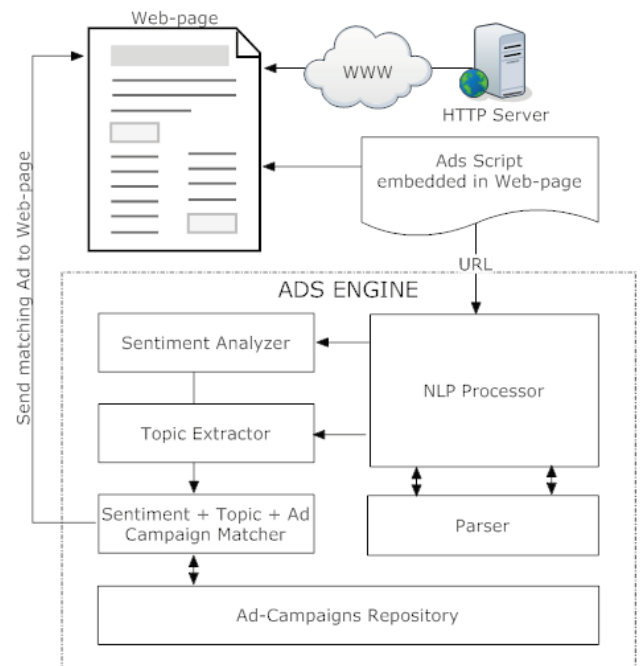 Web-page
WWW
HTTP Server
Ads Script
embedded in Web-page
URL
Send matching Ad to Web-page
ADS ENGINE
Sentiment Analyzer
NLP Processor
Topic Extractor
Sentiment + Topic + Ad
Campaign Matcher
Parser
Ad-Campaigns Repository